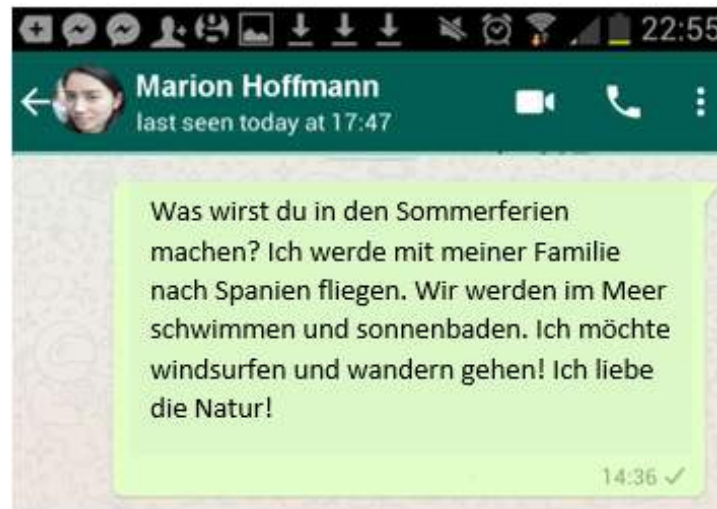 22:55
Marion Hoffmann
last seen today at 17:47
Was wirst du in den Sommerferien
machen? Ich werde mit meiner Familie
nach Spanien fliegen. Wir werden im Meer
schwimmen und sonnenbaden. Ich möchte
windsurfen und wandern gehen! Ich liebe
die Natur!
14:36